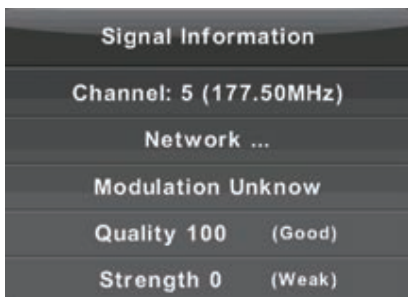 Signal Information
Channel: 5 (177.50MHz)
Network ...
Modulation Unknow
Quality 100 (Good)
Strength 0 (Weak)